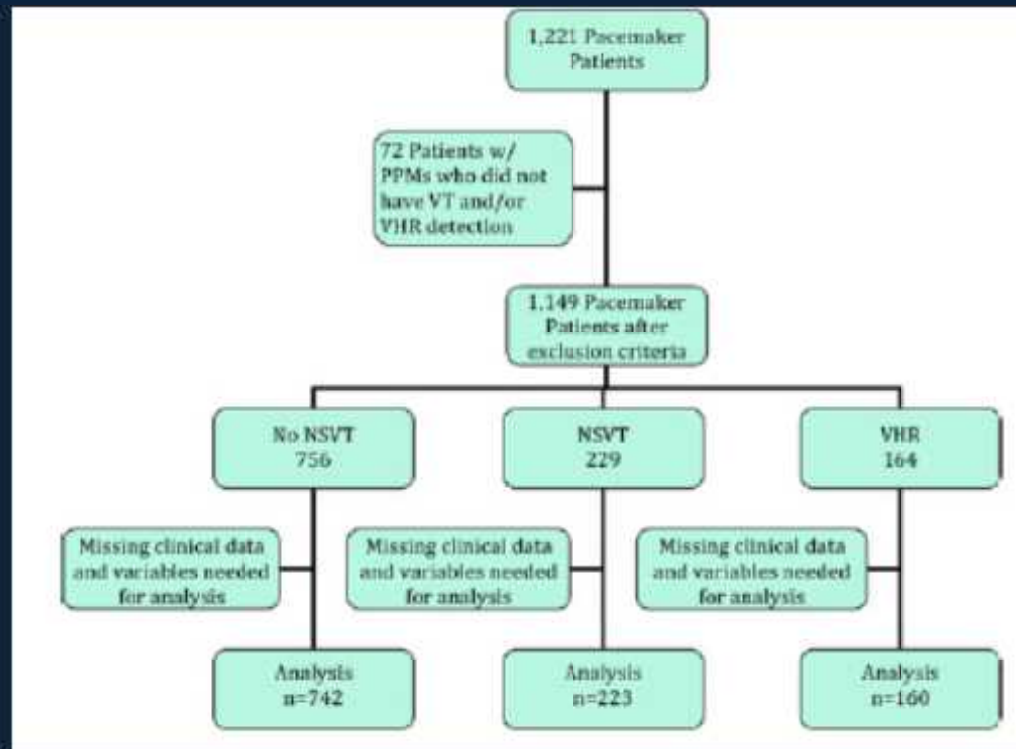 1,221 Pacemaker
Patients
72 Patients w/
PPMs who did not
have VT and/or
VHR detection
1,149 Pacemaker
Patients after
exclusion criteria
No NSVT
756
NSVT
229
VHR
164
Missing clinical data
and variables needed
for analysis
Missing clinical data
and variables needed
for analysis
Missing clinical data
and variables needed
for analysis
Analysis
n=742
Analysis
n=223
Analysis
n=160